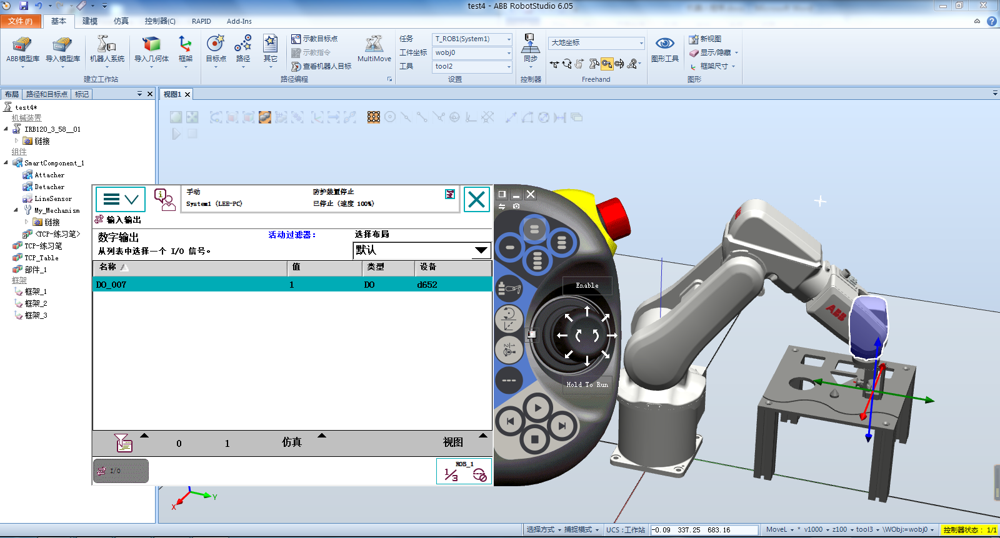 test4 - ABB RobotStudio 6.05
文件(F) 基本 建模 仿真 控制器(C) RAPID Add-Ins
ABB模型库 导入模型库 机器人系统 导入几何体 框架 目标点 路径 其它
示教目标点
示教指令
查看机器人目标
MultiMove
任务 T_ROB1(System1)
工件坐标 wobj0
工具 tool2
同步
大地坐标
图形工具
新视图
显示/隐藏
框架尺寸
建立工作站 路径编程 设置 控制器 Freehand 图形
布局 路径和目标点 标记
视图1
test4*
机械装置
IRB120_3_58__01
链接
组件
SmartComponent_1
Attacher
Detacher
LineSensor
My_Mechanism
链接
<TCP-练习笔>
TCP-练习笔
TCP_Table
部件_1
框架
框架_1
框架_2
框架_3
手动 防护装置停止
System1 (LEE-PC) 已停止 (速度 100%)
输入输出
数字输出 活动过滤器: 选择布局
从列表中选择一个 I/O 信号。 默认
名称 值 类型 设备
DO_007 1 DO d652
0 1 仿真 视图
I/O
ROB_1
1/3
Enable
Hold To Run
ABB
ABB
X Y
选择方式 捕捉模式 UCS :工作站 -0.09 337.25 683.16 MoveL * v1000 z100 tool3 \WObj:=wobj0 控制器状态: 1/1